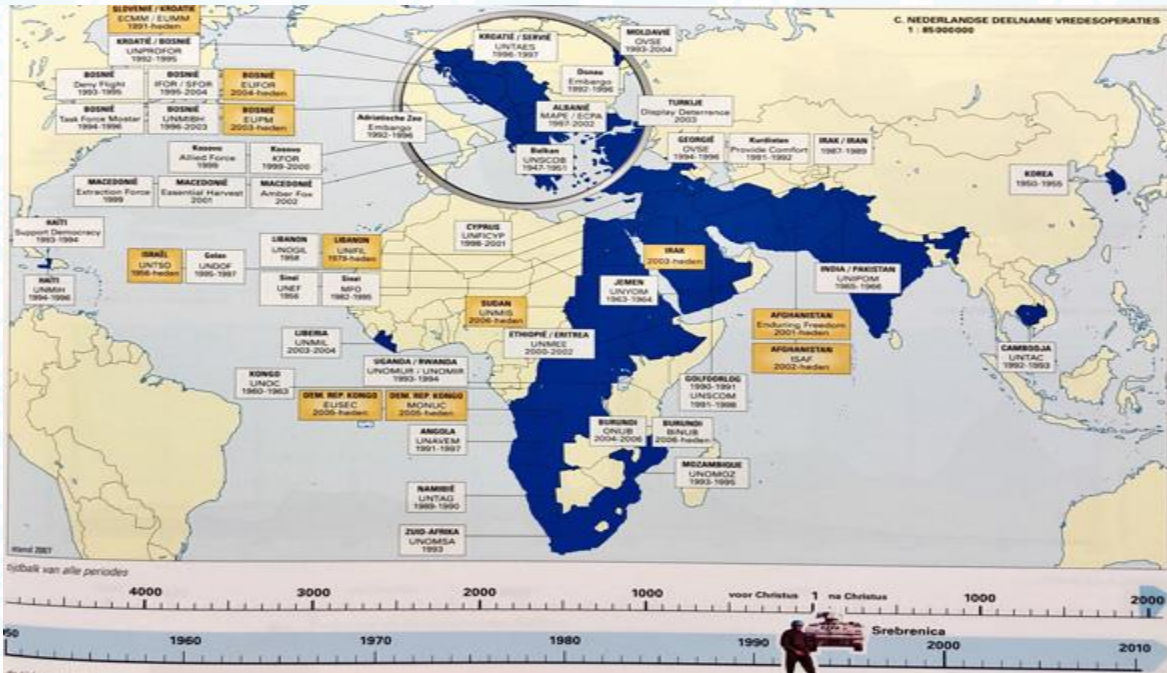 C. NEDERLANDSE DEELNAME VREDESOPERATIES
1 : 85 000 000
SLOVENIË / KROATIË
ECMM / EUMM
1991-heden
KROATIË / BOSNIË
UNPROFOR
1992-1995
BOSNIË
Deny Flight
1993-1995
BOSNIË
IFOR / SFOR
1995-2004
BOSNIË
EUFOR
2004-heden
BOSNIË
Task Force Mostar
1994-1996
BOSNIË
UNMIBH
1996-2003
BOSNIË
EUPM
2003-heden
Kosovo
Allied Force
1999
Kosovo
KFOR
1999-2000
MACEDONIË
Extraction Force
1999
MACEDONIË
Essential Harvest
2001
MACEDONIË
Amber Fox
2002
KROATIË / SERVIË
UNTAES
1996-1997
MOLDAVIË
OVSE
1993-2004
Donau
Embargo
1992-1996
Adriatische Zee
Embargo
1992-1996
ALBANIË
MAPE / ECPA
1997-2002
Balkan
UNSCOB
1947-1951
TURKIJE
Display Deterrence
2003
GEORGIË
OVSE
1994-1996
Kurdistan
Provide Comfort
1991-1992
IRAK / IRAN
1987-1989
KOREA
1950-1955
HAÏTI
Support Democracy
1993-1994
HAÏTI
UNMIH
1994-1996
ISRAËL
UNTSO
1956-heden
Golan
UNDOF
1995-1997
LIBANON
UNOGIL
1958
LIBANON
UNIFIL
1979-heden
Sinaï
UNEF
1956
Sinaï
MFO
1982-1995
CYPRUS
UNFICYP
1998-2001
IRAK
2003-heden
JEMEN
UNYOM
1963-1964
INDIA / PAKISTAN
UNIPOM
1965-1966
SUDAN
UNMIS
2006-heden
ETHIOPIË / ERITREA
UNMEE
2000-2002
AFGHANISTAN
Enduring Freedom
2001-heden
AFGHANISTAN
ISAF
2002-heden
CAMBODJA
UNTAC
1992-1993
LIBERIA
UNMIL
2003-2004
UGANDA / RWANDA
UNOMUR / UNOMIR
1993-1994
KONGO
UNOC
1960-1963
DEM. REP. KONGO
EUSEC
2005-heden
DEM. REP. KONGO
MONUC
2005-heden
GOLFOORLOG
1990-1991
UNSCOM
1991-1998
ANGOLA
UNAVEM
1991-1997
BURUNDI
ONUB
2004-2006
BURUNDI
BINUB
2006-heden
MOZAMBIQUE
UNOMOZ
1993-1995
NAMIBIË
UNTAG
1989-1990
ZUID-AFRIKA
UNOMSA
1993
stand 2007
tijdbalk van alle periodes
4000 3000 2000 1000 voor Christus 1 na Christus 1000 2000
50 1960 1970 1980 1990 Srebrenica 2000 2010